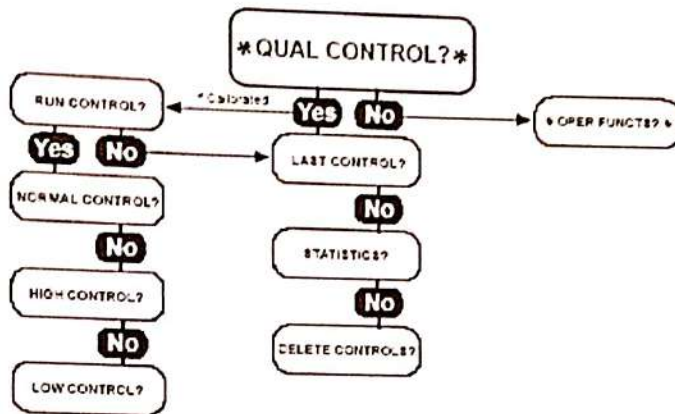 *QUAL CONTROL?*
RUN CONTROL?
If Calibrated
Yes
No
* OPER FUNCTS? *
Yes
No
LAST CONTROL?
NORMAL CONTROL?
No
No
STATISTICS?
HIGH CONTROL?
No
No
DELETE CONTROLS?
LOW CONTROL?